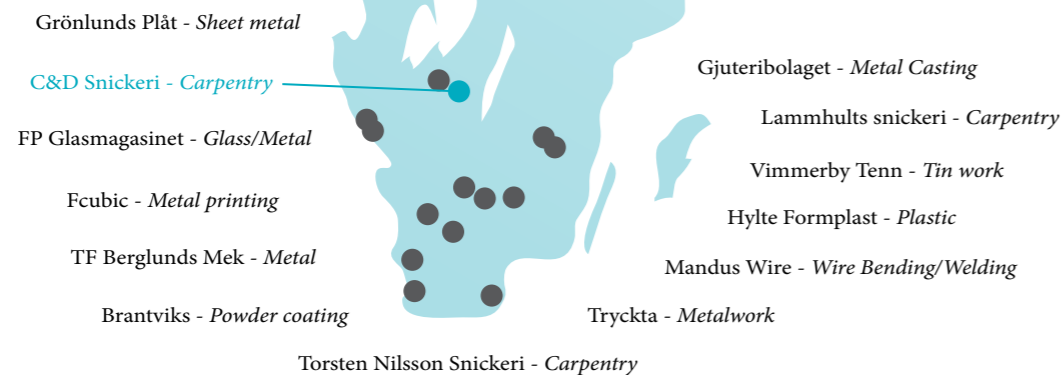 Grönlunds Plåt - Sheet metal
C&D Snickeri - Carpentry
FP Glasmagasinet - Glass/Metal
Fcubic - Metal printing
TF Berglunds Mek - Metal
Brantviks - Powder coating
Torsten Nilsson Snickeri - Carpentry
Gjuteribolaget - Metal Casting
Lammhults snickeri - Carpentry
Vimmerby Tenn - Tin work
Hylte Formplast - Plastic
Mandus Wire - Wire Bending/Welding
Tryckta - Metalwork